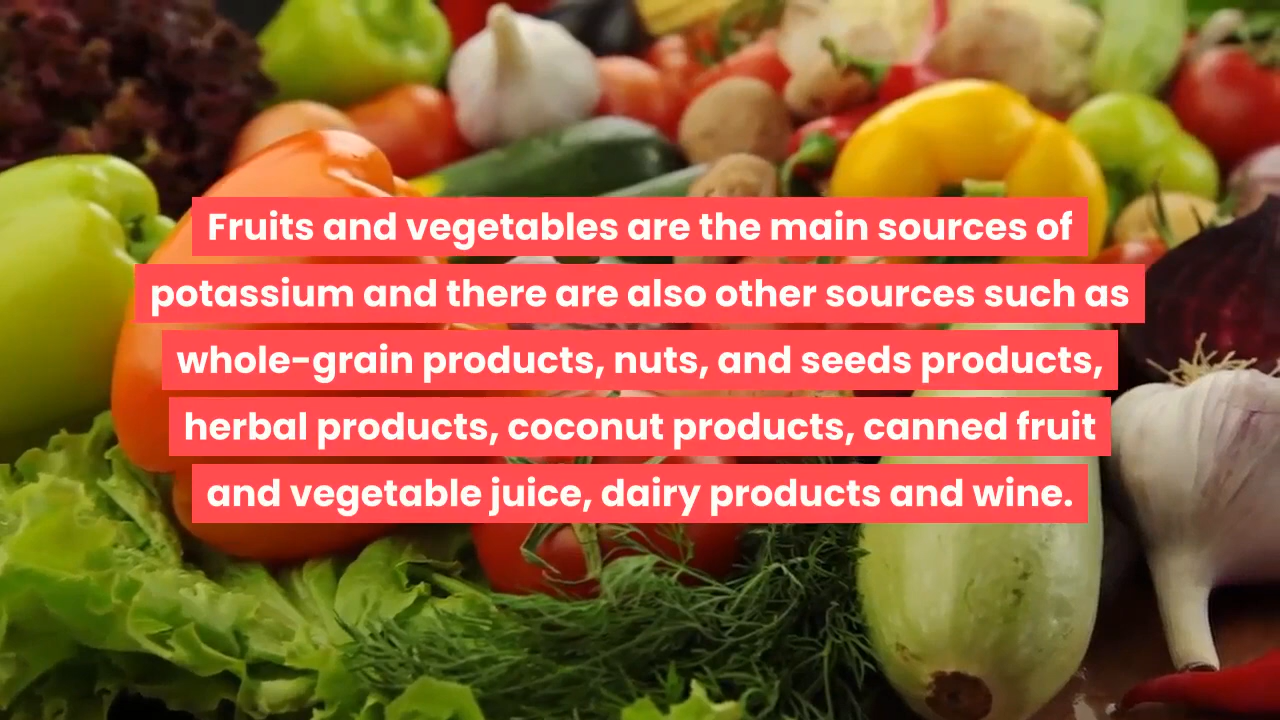 Fruits and vegetables are the main sources of
potassium and there are also other sources such as
whole-grain products, nuts, and seeds products,
herbal products, coconut products, canned fruit
and vegetable juice, dairy products and wine.